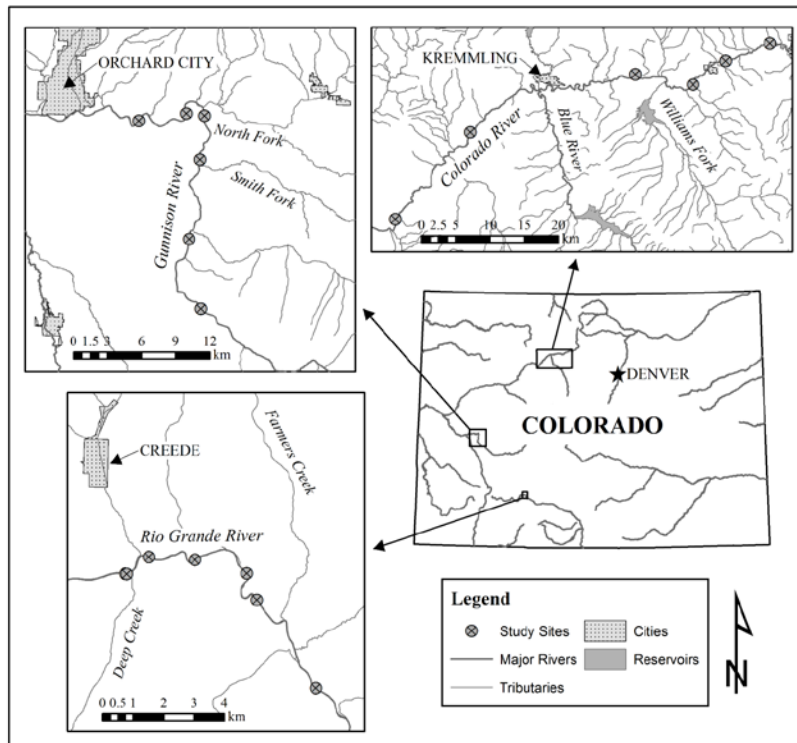 ORCHARD CITY
North Fork
Smith Fork
Gunnison River
0 1.5 3 6 9 12
km
KREMMLING
Colorado River
Blue River
Williams Fork
0 2.5 5 10 15 20
km
DENVER
COLORADO
CREEDE
Farmers Creek
Rio Grande River
Deep Creek
0 0.5 1 2 3 4
km
Legend
Study Sites
Cities
Major Rivers
Reservoirs
Tributaries
N